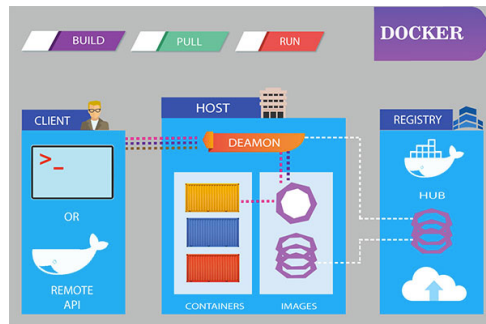 BUILD
PULL
RUN
DOCKER
CLIENT
>_
OR
REMOTE
API
HOST
DEAMON
CONTAINERS
IMAGES
REGISTRY
HUB